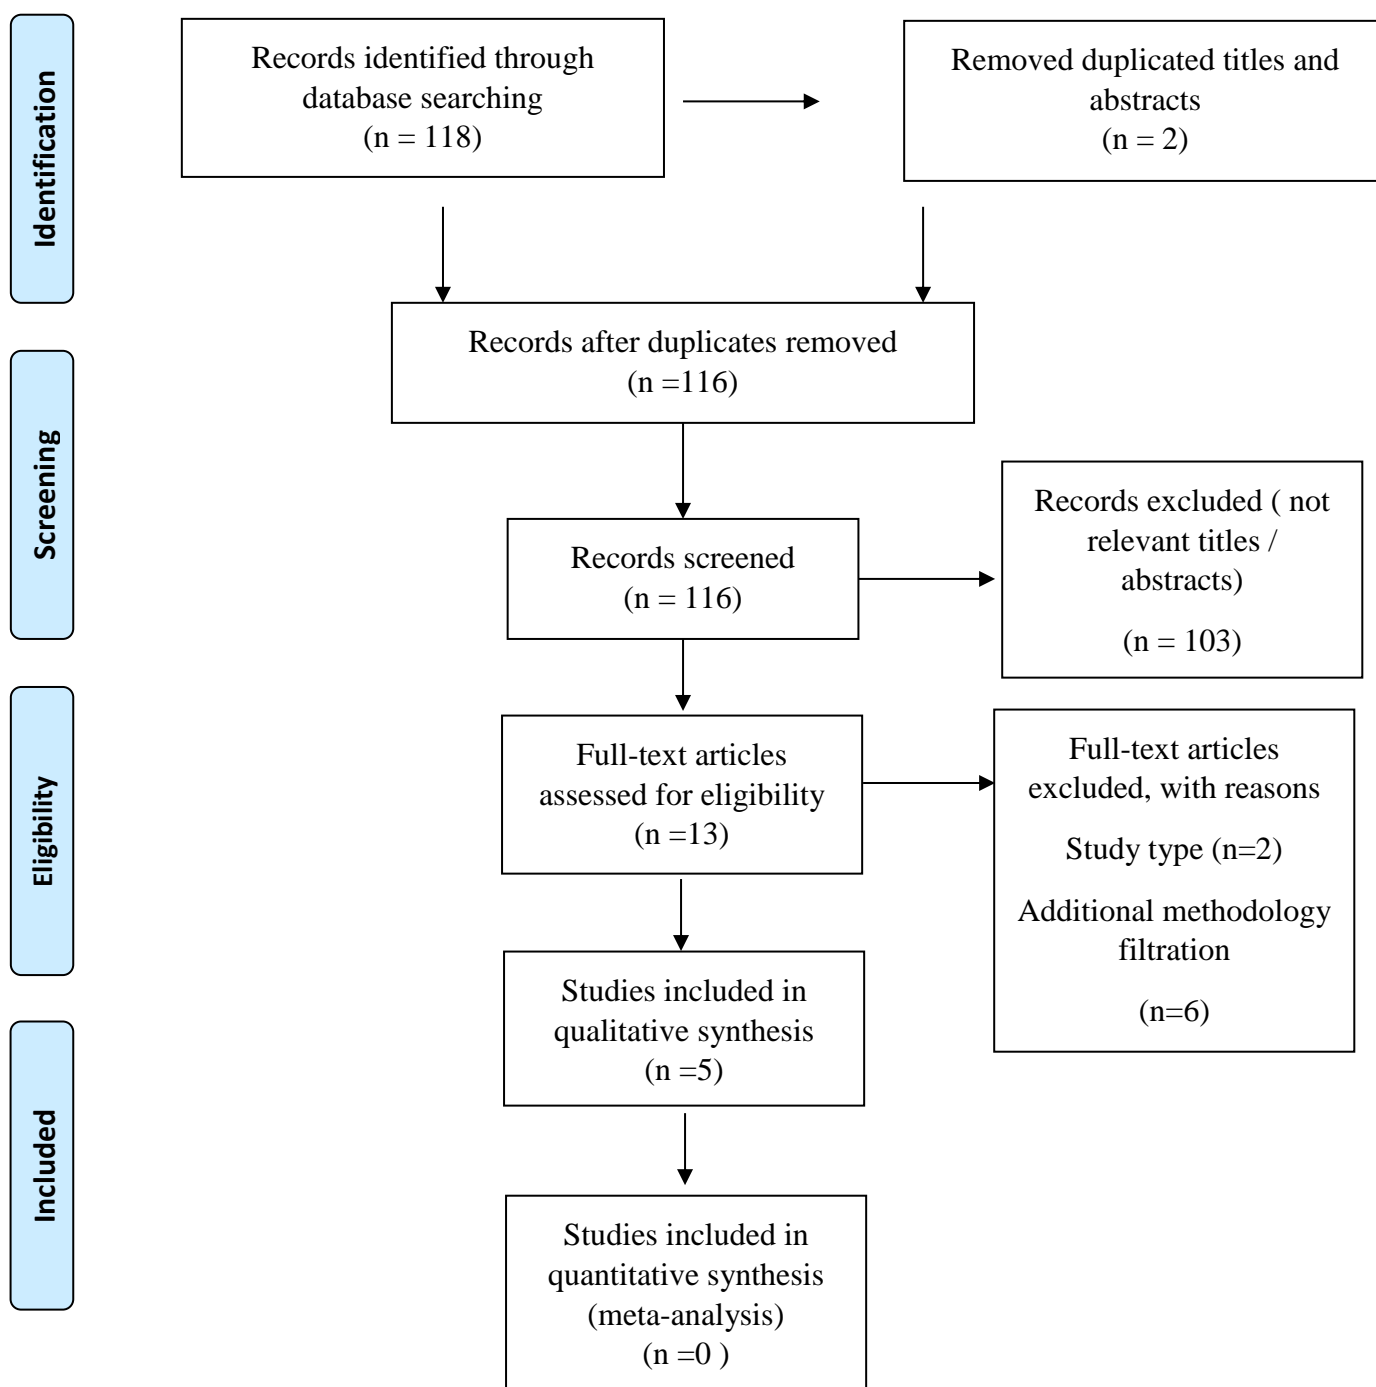 Identification
Records identified through
database searching
(n = 118)
Removed duplicated titles and
abstracts
(n = 2)
Records after duplicates removed
(n =116)
Screening
Records screened
(n = 116)
Records excluded ( not
relevant titles /
abstracts)
(n = 103)
Eligibility
Full-text articles
assessed for eligibility
(n =13)
Full-text articles
excluded, with reasons
Study type (n=2)
Additional methodology
filtration
(n=6)
Studies included in
qualitative synthesis
(n =5)
Included
Studies included in
quantitative synthesis
(meta-analysis)
(n =0 )